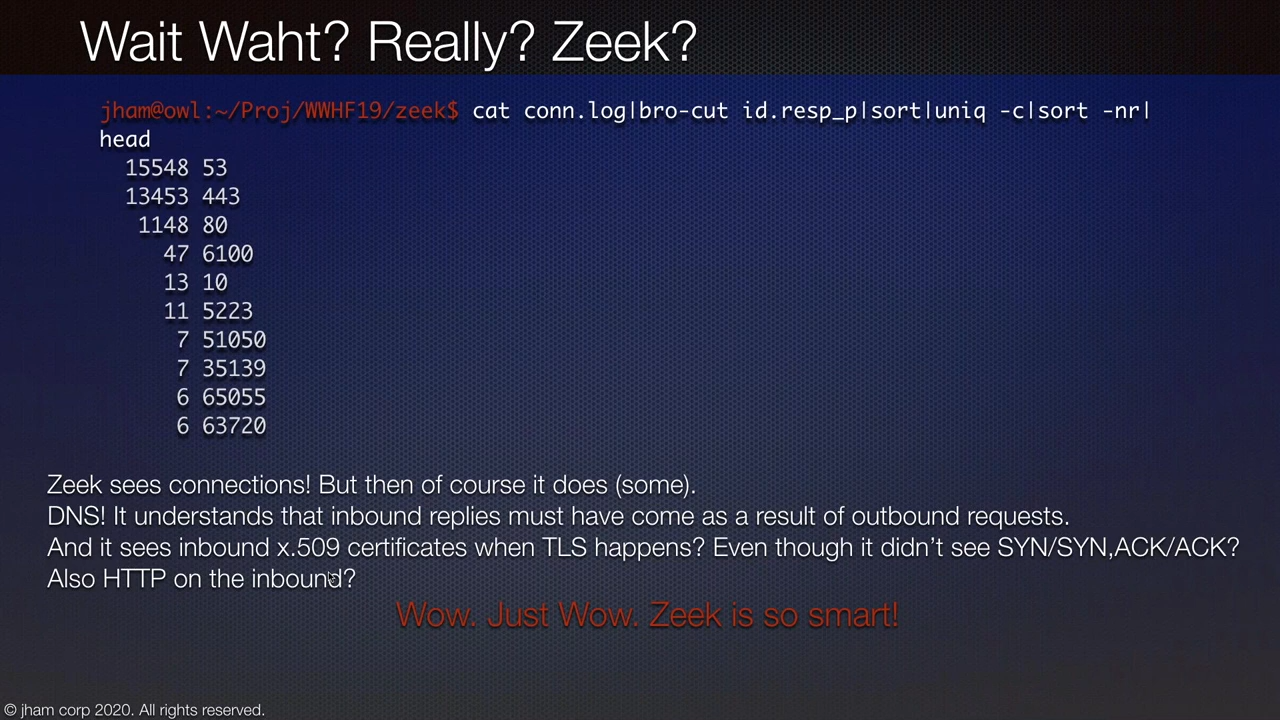 Wait Waht? Really? Zeek?
jham@owl:~/Proj/WWHF19/zeek$ cat conn.log|bro-cut id.resp_p|sort|uniq -c|sort -nr|
head
15548 53
13453 443
1148 80
47 6100
13 10
11 5223
7 51050
7 35139
6 65055
6 63720
Zeek sees connections! But then of course it does (some).
DNS! It understands that inbound replies must have come as a result of outbound requests.
And it sees inbound x.509 certificates when TLS happens? Even though it didn't see SYN/SYN,ACK/ACK?
Also HTTP on the inbound?
Wow. Just Wow. Zeek is so smart!
© jham corp 2020. All rights reserved.